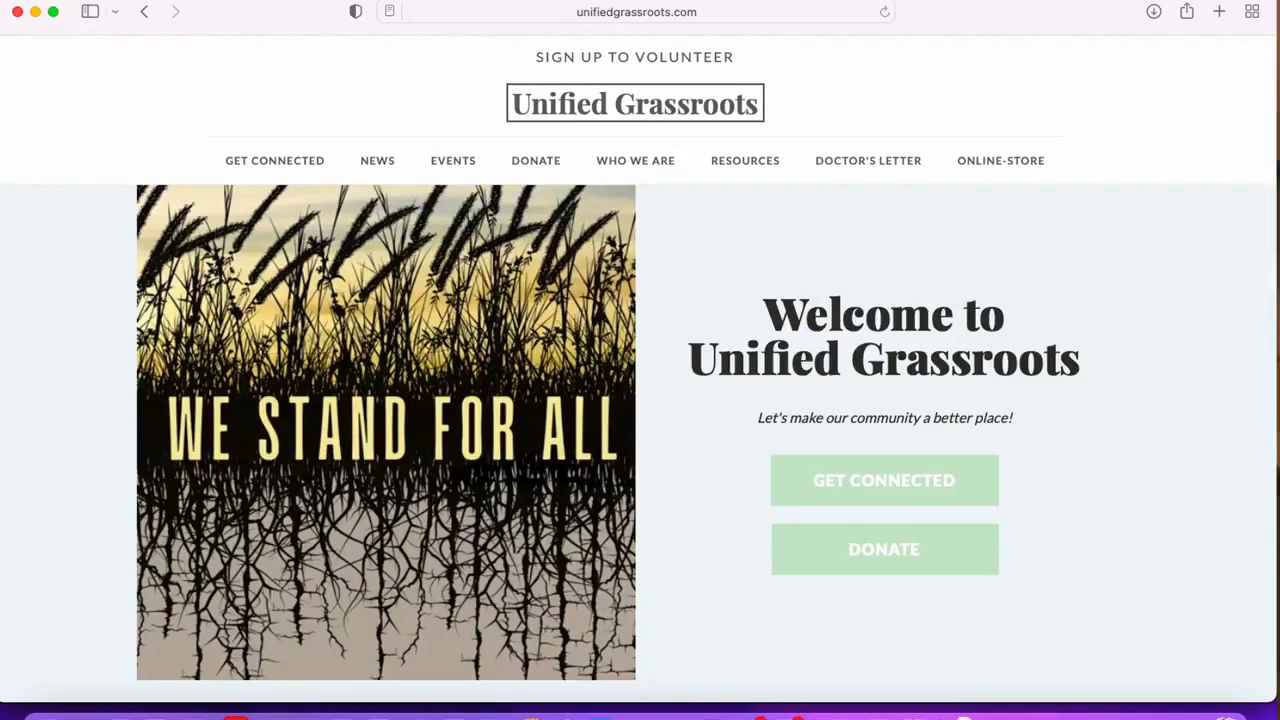 unifiedgrassroots.com
SIGN UP TO VOLUNTEER
Unified Grassroots
GET CONNECTED NEWS EVENTS DONATE WHO WE ARE RESOURCES DOCTOR'S LETTER ONLINE-STORE
WE STAND FOR ALL
Welcome to
Unified Grassroots
Let's make our community a better place!
GET CONNECTED
DONATE